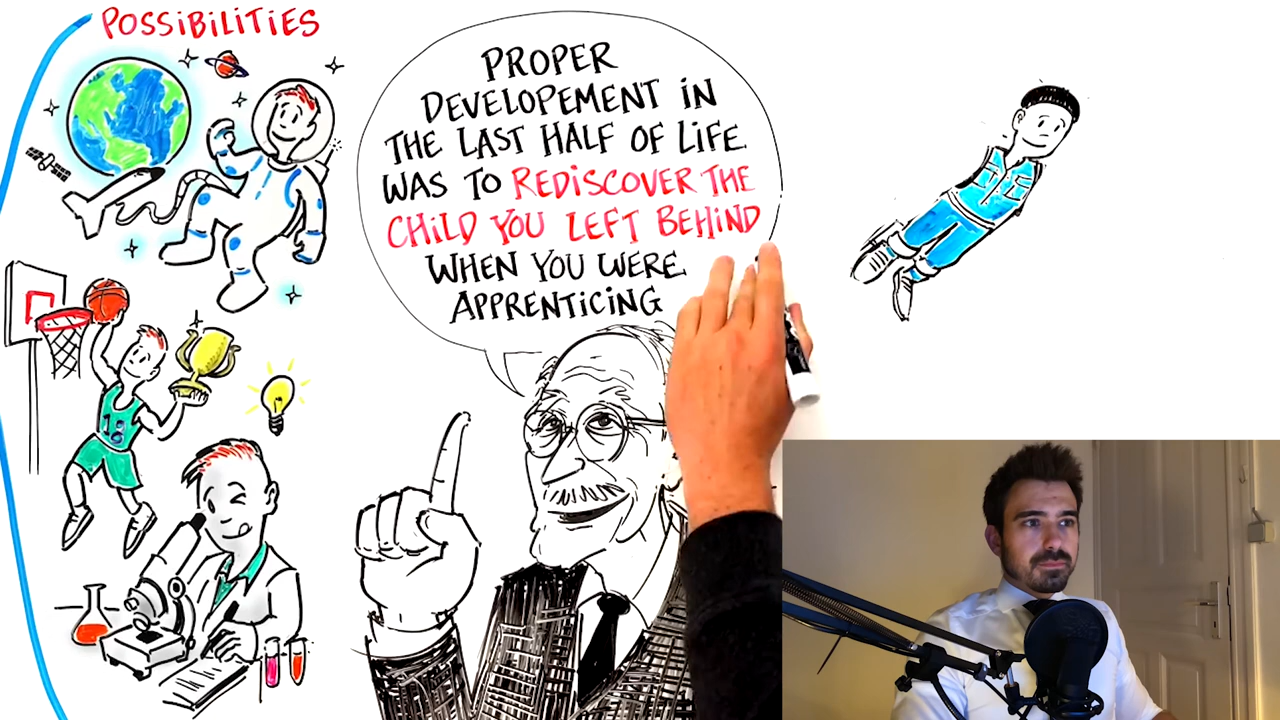 POSSIBILITIES
PROPER
DEVELOPEMENT IN
THE LAST HALF OF LIFE
WAS TO REDISCOVER THE
CHILD YOU LEFT BEHIND
WHEN YOU WERE
APPRENTICING
18